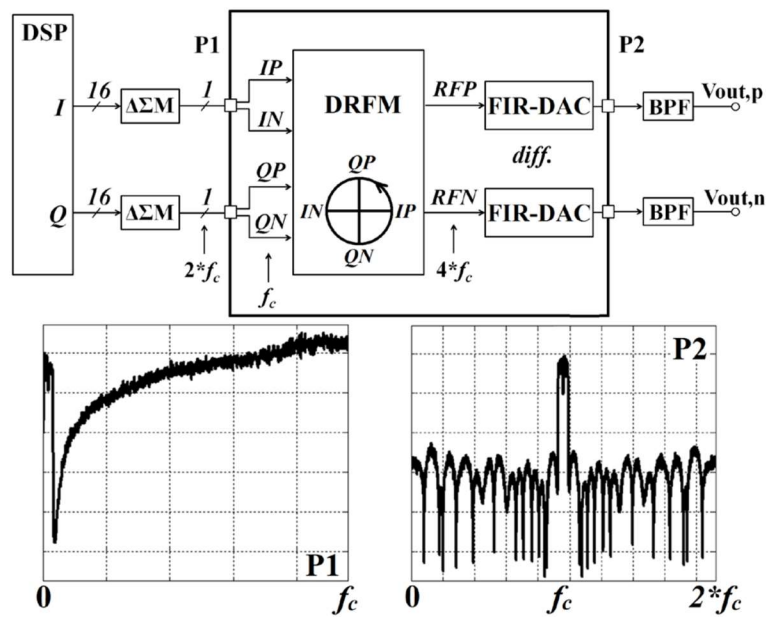 DSP
P1
P2
I
16
ΔΣM
1
IP
IN
DRFM
RFP
FIR-DAC
BPF
Vout,p
diff.
Q
16
ΔΣM
1
QP
QN
QP
IN
IP
QN
RFN
FIR-DAC
BPF
Vout,n
2*fc
fc
4*fc
P1
0
fc
P2
0
fc
2*fc